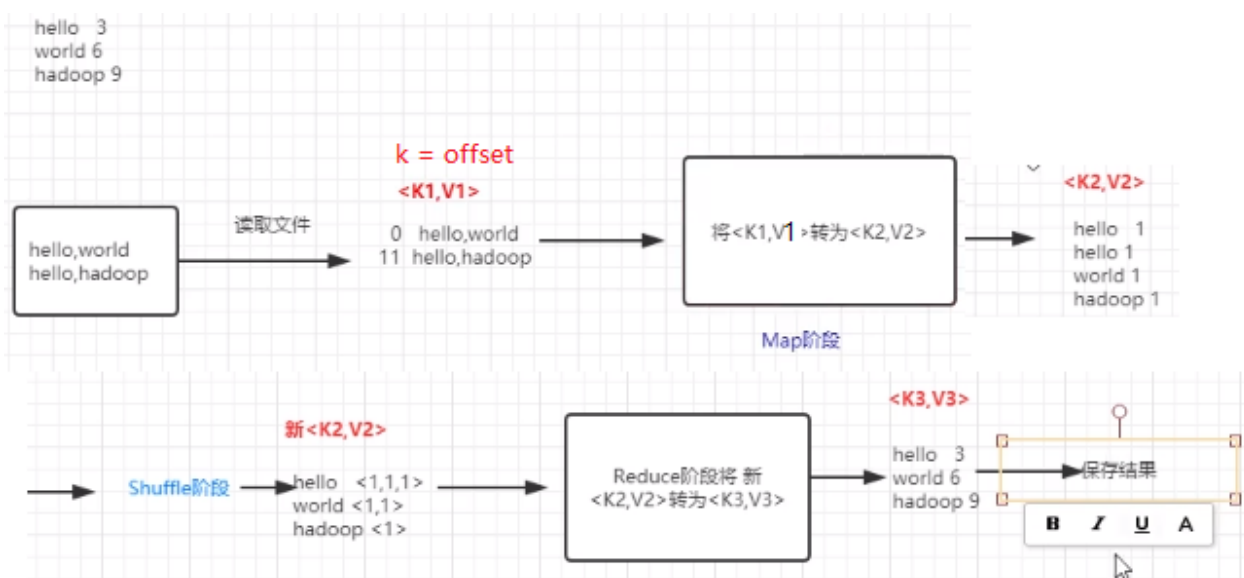 hello 3
world 6
hadoop 9
k = offset
<K1,V1>
读取文件
hello,world
hello,hadoop
0 hello,world
11 hello,hadoop
将<K1,V1>转为<K2,V2>
Map阶段
<K2,V2>
hello 1
hello 1
world 1
hadoop 1
Shuffle阶段
新<K2,V2>
hello <1,1,1>
world <1,1>
hadoop <1>
Reduce阶段将 新
<K2,V2>转为<K3,V3>
<K3,V3>
hello 3
world 6
hadoop 9
保存结果
B I U A